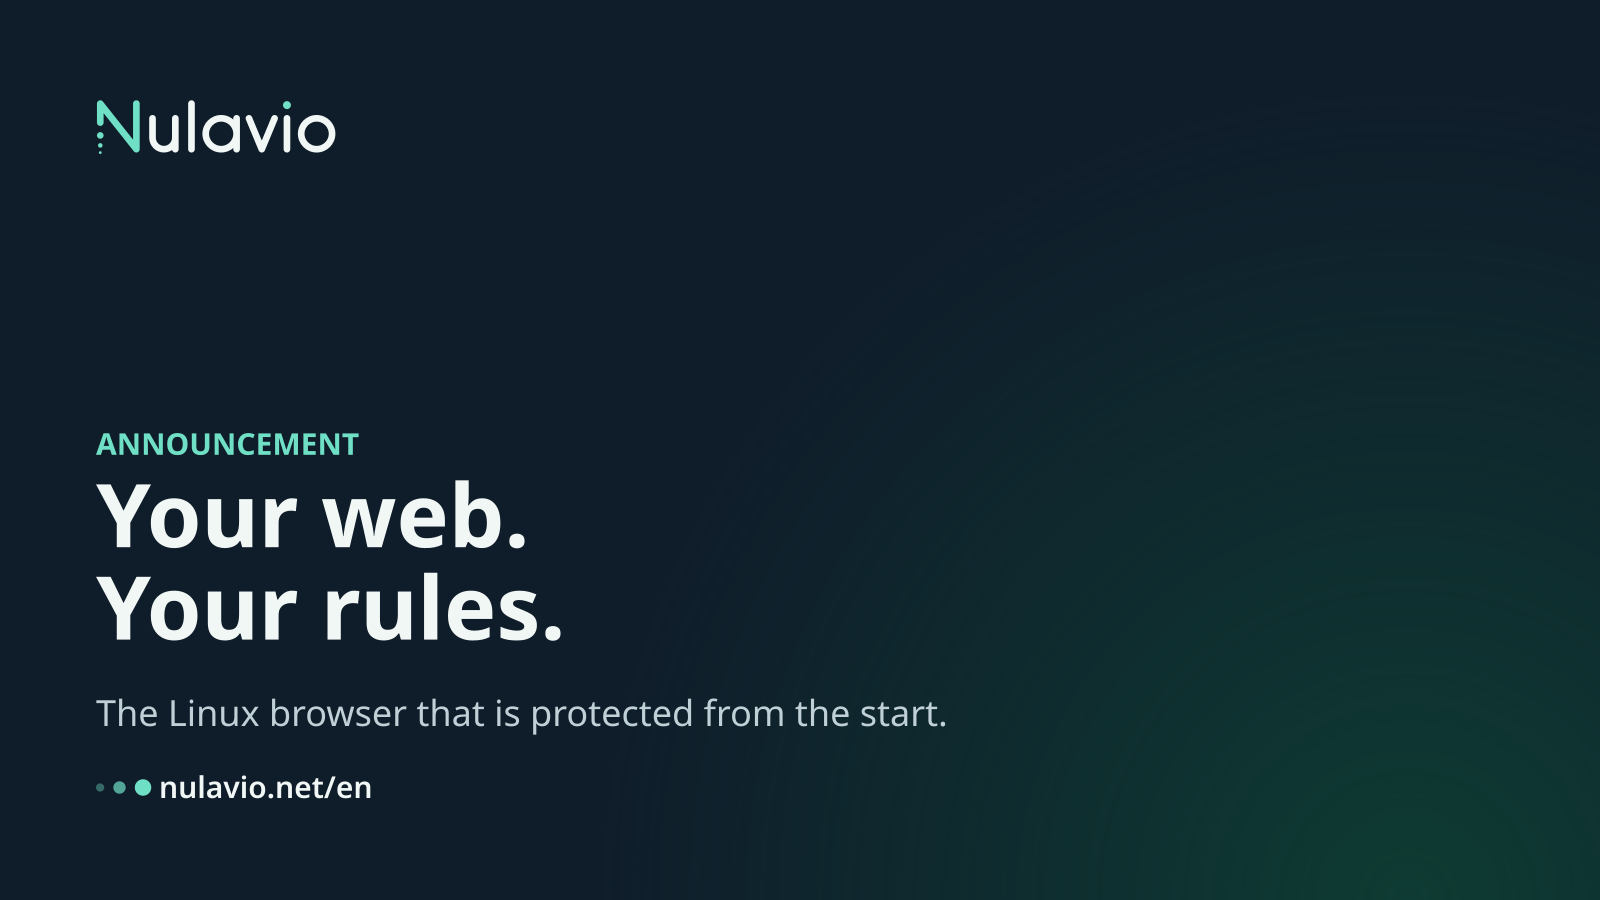 Nulavio
ANNOUNCEMENT
Your web.
Your rules.
The Linux browser that is protected from the start.
nulavio.net/en